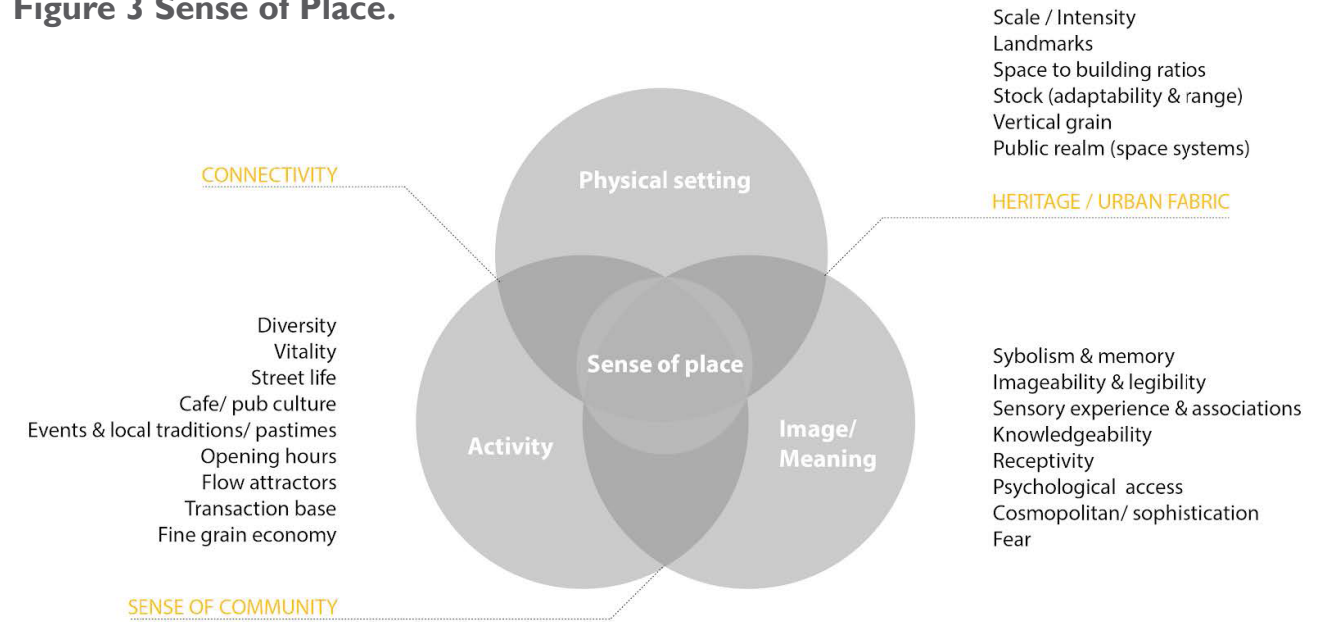 Figure 3 Sense of Place.
Scale / Intensity
Landmarks
Space to building ratios
Stock (adaptability & range)
Vertical grain
Public realm (space systems)
CONNECTIVITY
Physical setting
HERITAGE / URBAN FABRIC
Diversity
Vitality
Street life
Cafe/ pub culture
Events & local traditions/ pastimes
Opening hours
Flow attractors
Transaction base
Fine grain economy
Sense of place
Activity
Image/
Meaning
Sybolism & memory
Imageability & legibility
Sensory experience & associations
Knowledgeability
Receptivity
Psychological access
Cosmopolitan/ sophistication
Fear
SENSE OF COMMUNITY